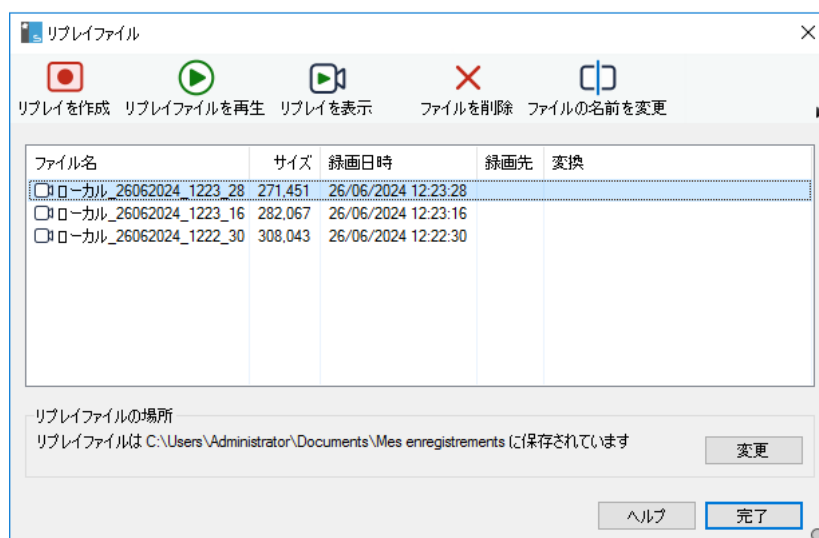 リプレイファイル
リプレイを作成 リプレイファイルを再生 リプレイを表示 ファイルを削除 ファイルの名前を変更
ファイル名 サイズ 録画日時 録画先 変換
ローカル_26062024_1223_28 271,451 26/06/2024 12:23:28
ローカル_26062024_1223_16 282,067 26/06/2024 12:23:16
ローカル_26062024_1222_30 308,043 26/06/2024 12:22:30
リプレイファイルの場所
リプレイファイルは C:\Users\Administrator\Documents\Mes enregistrements に保存されています
変更
ヘルプ 完了